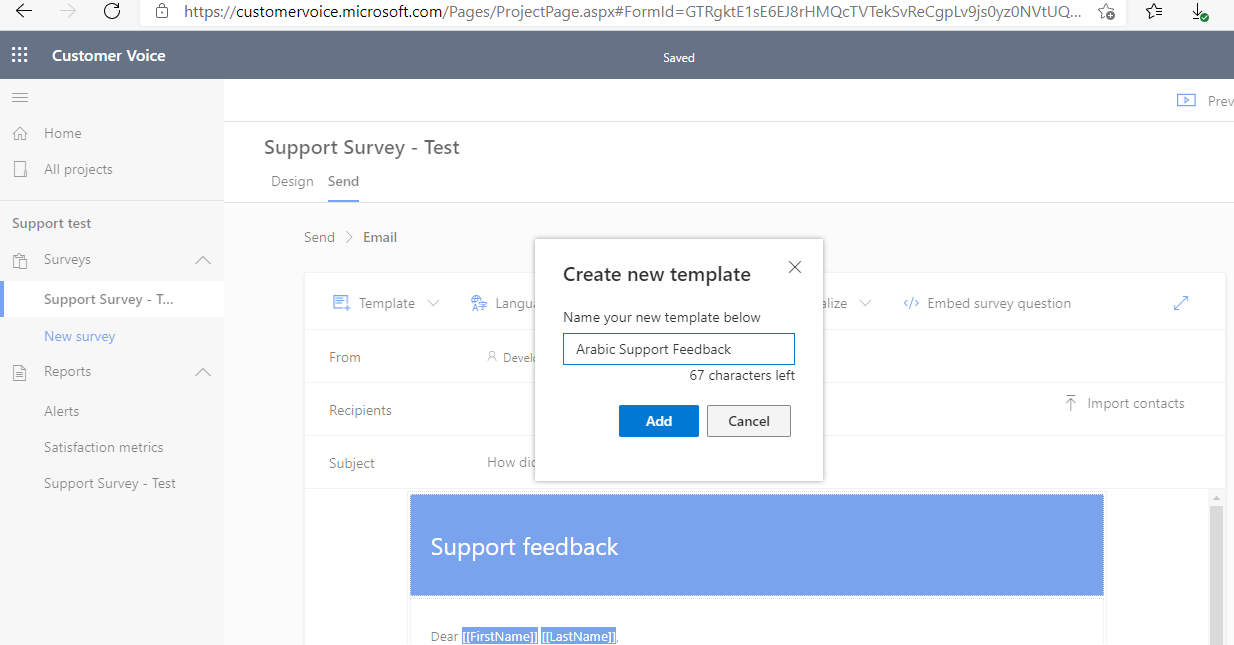 https://customervoice.microsoft.com/Pages/ProjectPage.aspx#FormId=GTRgktE1sE6EJ8rHMQcTVTekSvReCgpLv9js0yz0NVtUQ...
Customer Voice
Saved
Prev
Home
All projects
Support Survey - Test
Design Send
Support test
Surveys
Support Survey - T...
New survey
Reports
Alerts
Satisfaction metrics
Support Survey - Test
Send > Email
Template
Langua
alize
</> Embed survey question
From
Develo
Recipients
Import contacts
Subject
How did
Create new template
Name your new template below
Arabic Support Feedback
67 characters left
Add Cancel
Support feedback
Dear [[FirstName]] [[LastName]],